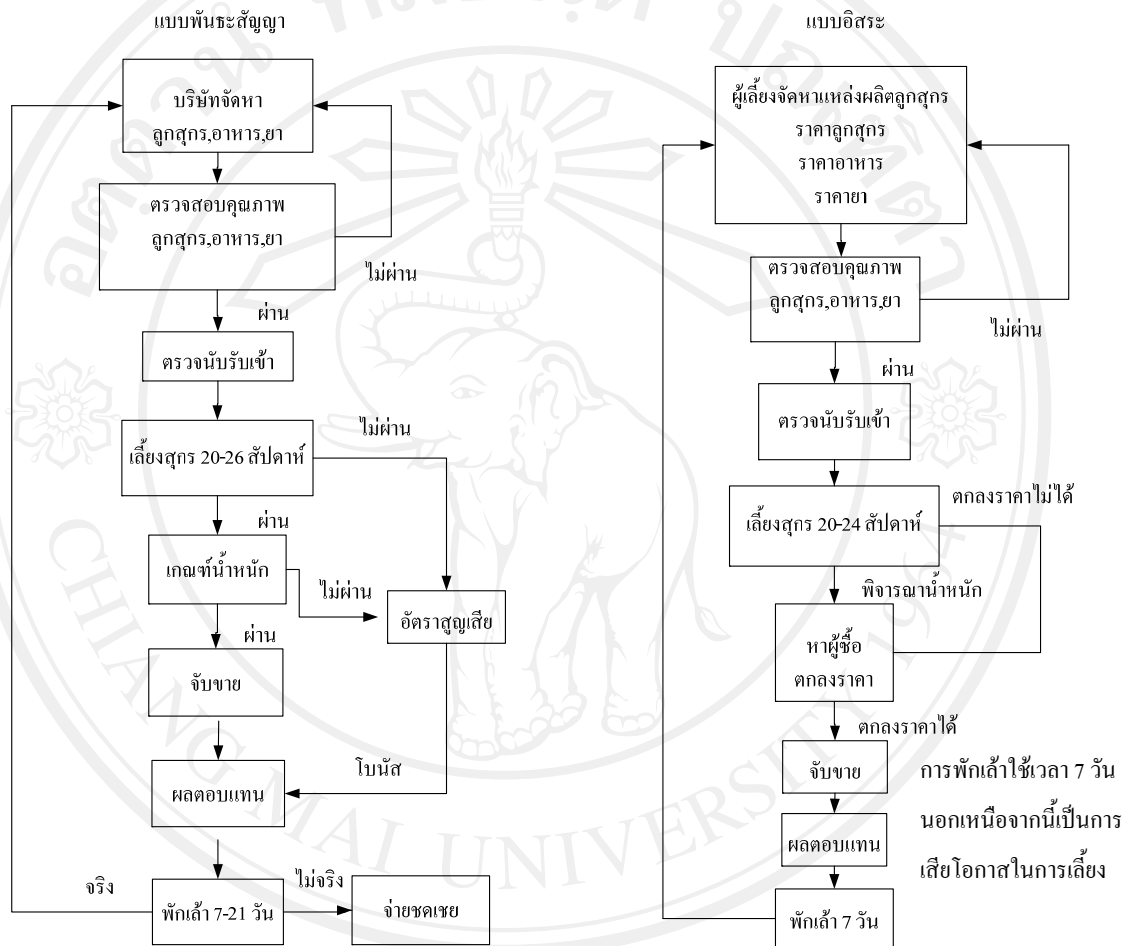 แบบพันธะสัญญา
บริษัทจัดหา
ลูกสุกร,อาหาร,ยา
ตรวจสอบคุณภาพ
ลูกสุกร,อาหาร,ยา
ไม่ผ่าน
ผ่าน
ตรวจนับรับเข้า
ไม่ผ่าน
เลี้ยงสุกร 20-26 สัปดาห์
ผ่าน
เกณฑ์น้ำหนัก
ไม่ผ่าน
อัตราสูญเสีย
ผ่าน
จับขาย
โบนัส
ผลตอบแทน
จริง
ไม่จริง
พักเล้า 7-21 วัน
จ่ายชดเชย
แบบอิสระ
ผู้เลี้ยงจัดหาแหล่งผลิตลูกสุกร
ราคาลูกสุกร
ราคาอาหาร
ราคายา
ตรวจสอบคุณภาพ
ลูกสุกร,อาหาร,ยา
ไม่ผ่าน
ผ่าน
ตรวจนับรับเข้า
ตกลงราคาไม่ได้
เลี้ยงสุกร 20-24 สัปดาห์
พิจารณาน้ำหนัก
หาผู้ซื้อ
ตกลงราคา
ตกลงราคาได้
จับขาย
ผลตอบแทน
พักเล้า 7 วัน
การพักเล้าใช้เวลา 7 วัน
นอกเหนือจากนี้เป็นการ
เสียโอกาสในการเลี้ยง
CHIANG MAI UNIVERSITY 1964